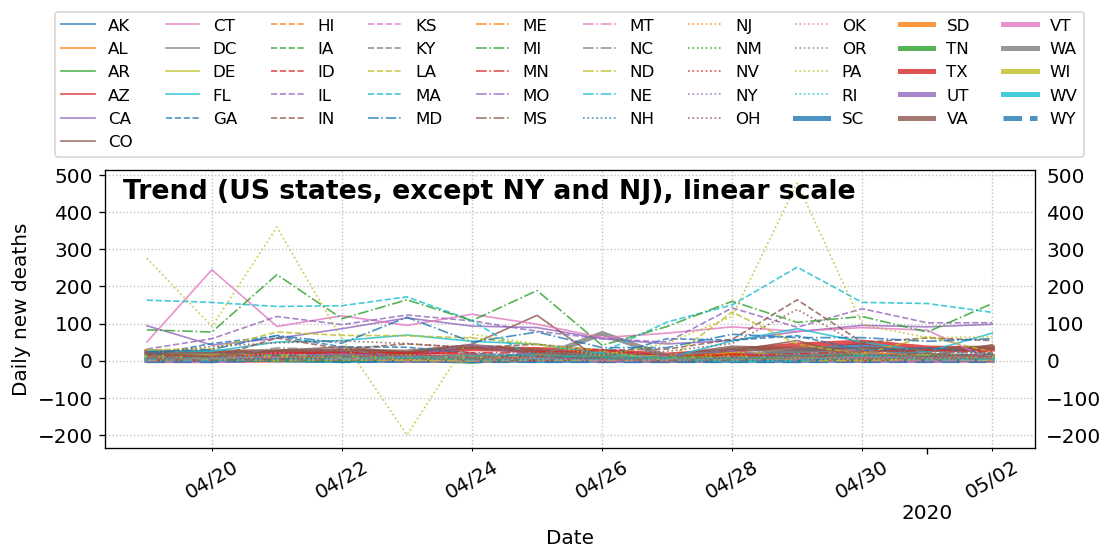 AK CT HI KS ME MT NJ OK SD VT
AL DC IA KY MI NC NM OR TN WA
AR DE ID LA MN ND NV PA TX WI
AZ FL IL MA MO NE NY RI UT WV
CA GA IN MD MS NH OH SC VA WY
CO
Trend (US states, except NY and NJ), linear scale
500 500
400 400
300 300
200 200
100 100
0 0
−100 −100
−200 −200
Daily new deaths
04/20 04/22 04/24 04/26 04/28 04/30 05/02
2020
Date